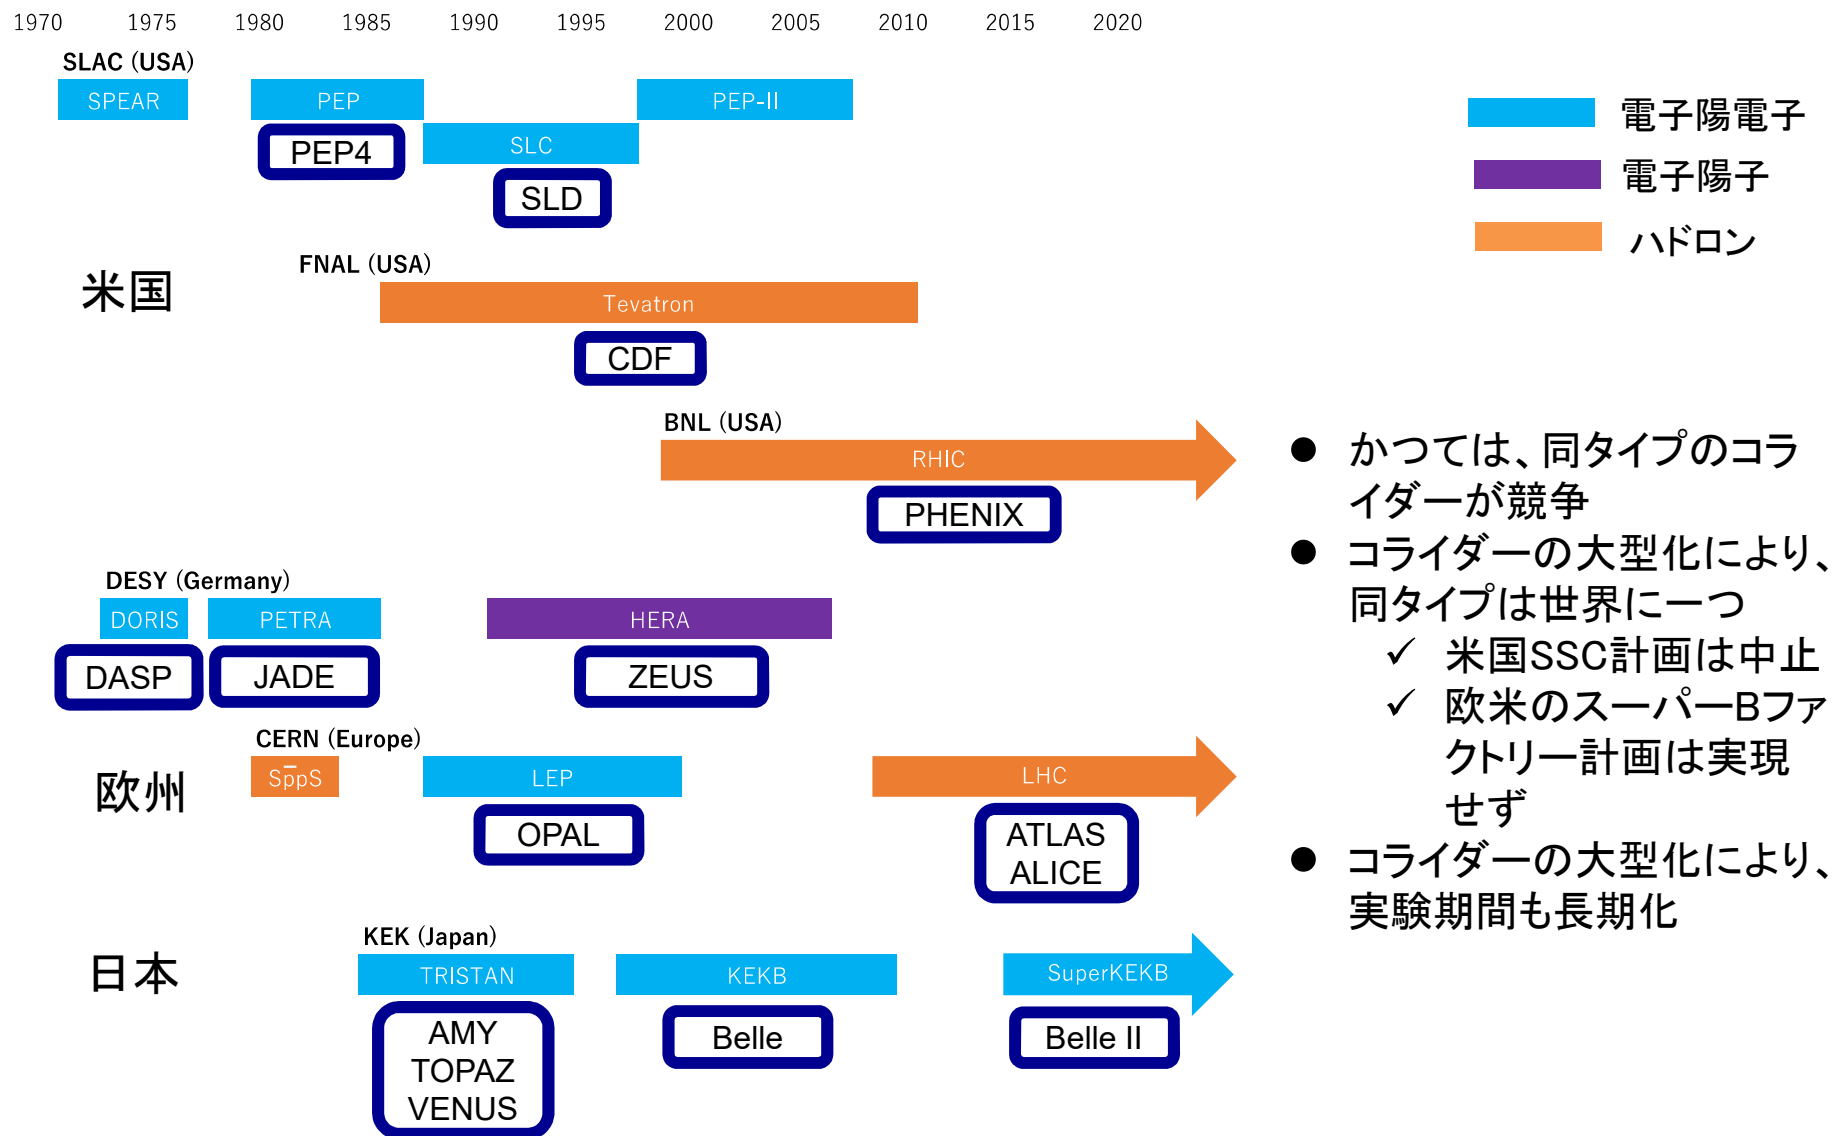 1970 1975 1980 1985 1990 1995 2000 2005 2010 2015 2020
SLAC (USA)
SPEAR PEP PEP-II
SLC
PEP4
SLD
米国
FNAL (USA)
Tevatron
CDF
BNL (USA)
RHIC
PHENIX
DESY (Germany)
DORIS PETRA HERA
DASP JADE ZEUS
欧州
CERN (Europe)
Sp̅pS LEP LHC
OPAL
ATLAS
ALICE
日本
KEK (Japan)
TRISTAN KEKB SuperKEKB
AMY
TOPAZ
VENUS
Belle
Belle II
電子陽電子
電子陽子
ハドロン
● かつては、同タイプのコラ
イダーが競争
● コライダーの大型化により、
同タイプは世界に一つ
✓ 米国SSC計画は中止
✓ 欧米のスーパーBファ
クトリー計画は実現
せず
● コライダーの大型化により、
実験期間も長期化